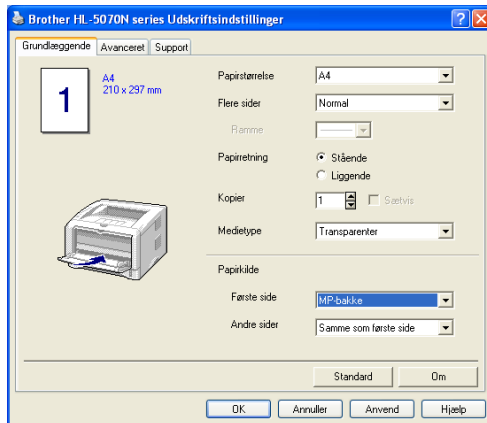 Brother HL-5070N series Udskriftsindstillinger
Grundlæggende Avanceret Support
1
A4
210 x 297 mm
Papirstørrelse A4
Flere sider Normal
Ramme
Papirretning Stående
Liggende
Kopier 1 Sætvis
Medietype Transparenter
Papirkilde
Første side MP-bakke
Andre sider Samme som første side
Standard Om
OK Annuller Anvend Hjælp